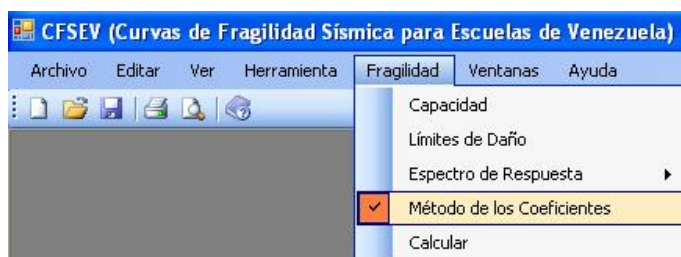 CFSEV (Curvas de Fragilidad Sísmica para Escuelas de Venezuela)
Archivo Editar Ver Herramienta Fragilidad Ventanas Ayuda
Capacidad
Límites de Daño
Espectro de Respuesta
Método de los Coeficientes
Calcular